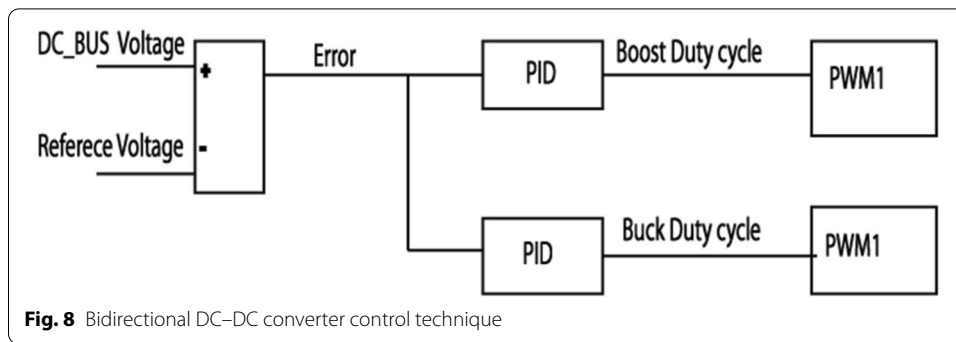 DC_BUS Voltage
+
Error
PID
Boost Duty cycle
PWM1
Referece Voltage
-
PID
Buck Duty cycle
PWM1
Fig. 8 Bidirectional DC–DC converter control technique